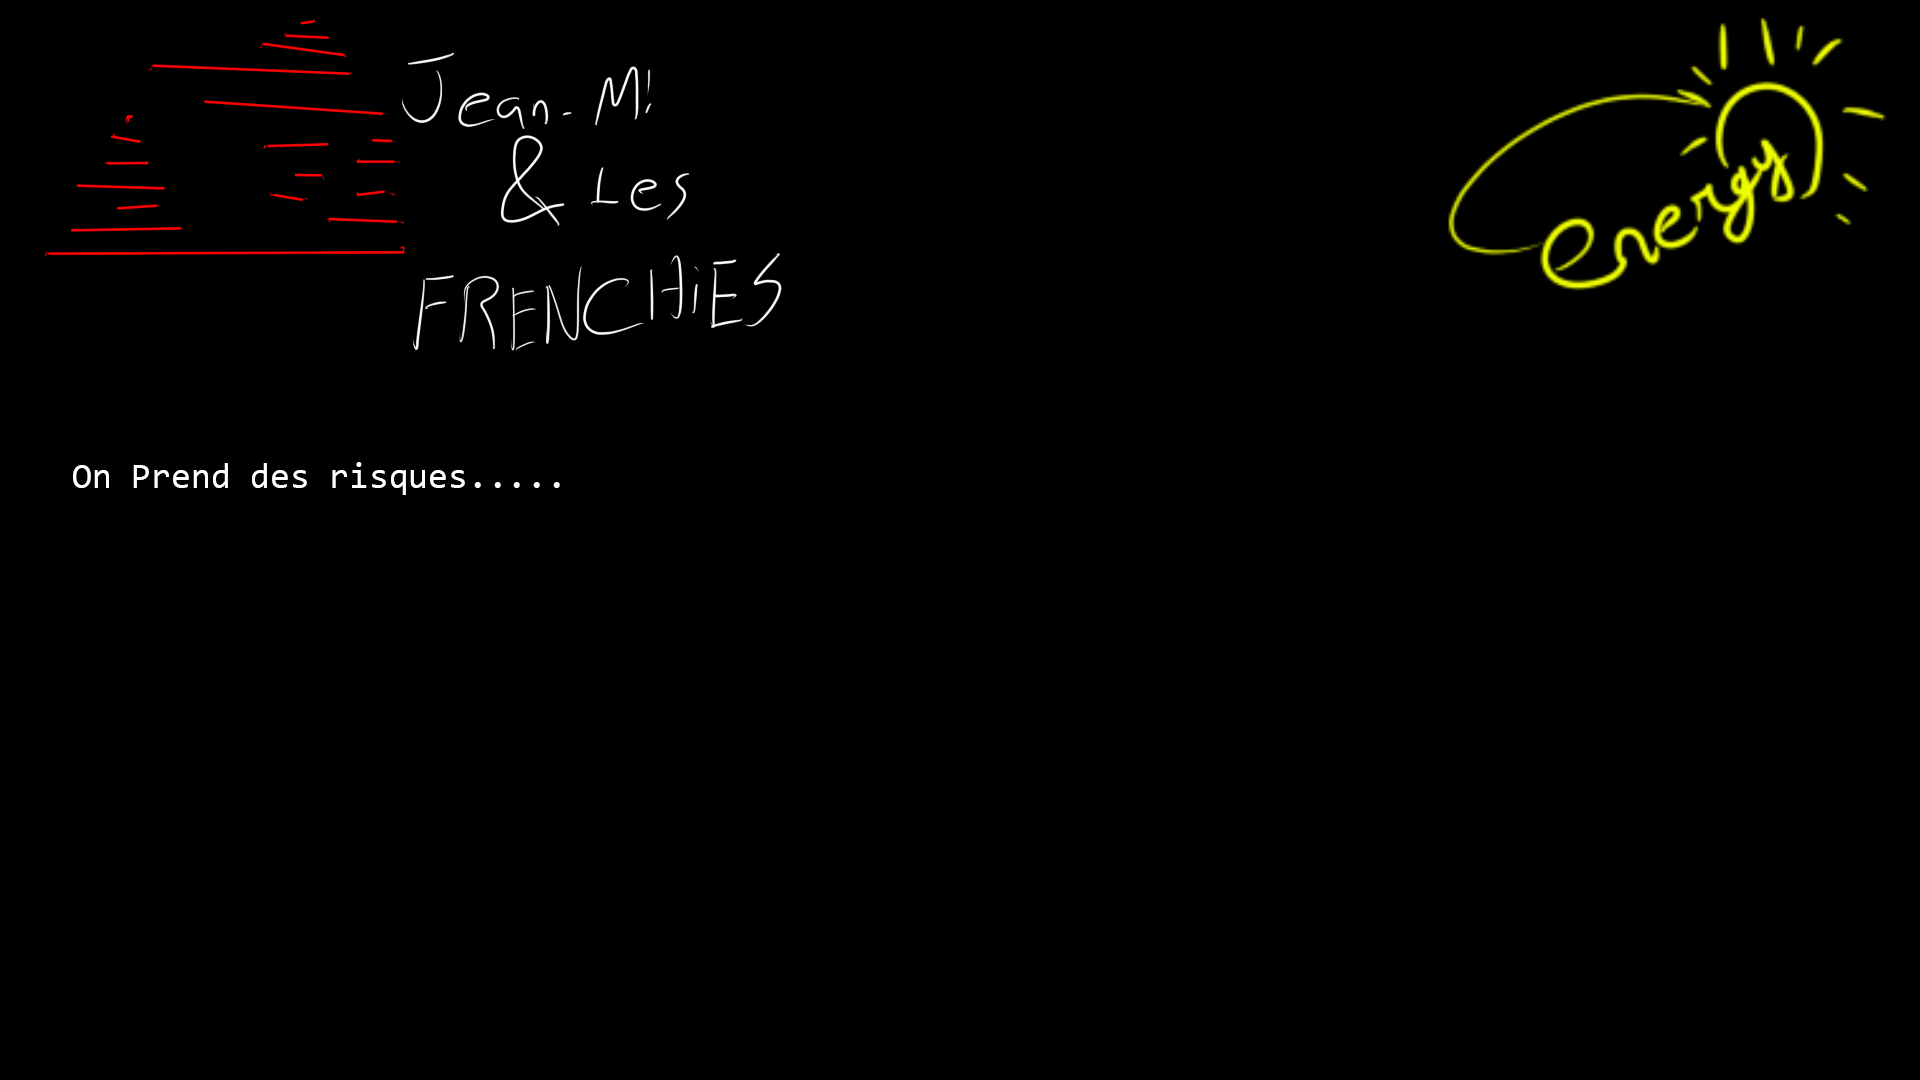 Jean-Mi
& Les
FRENCHIES
energy
On Prend des risques.....